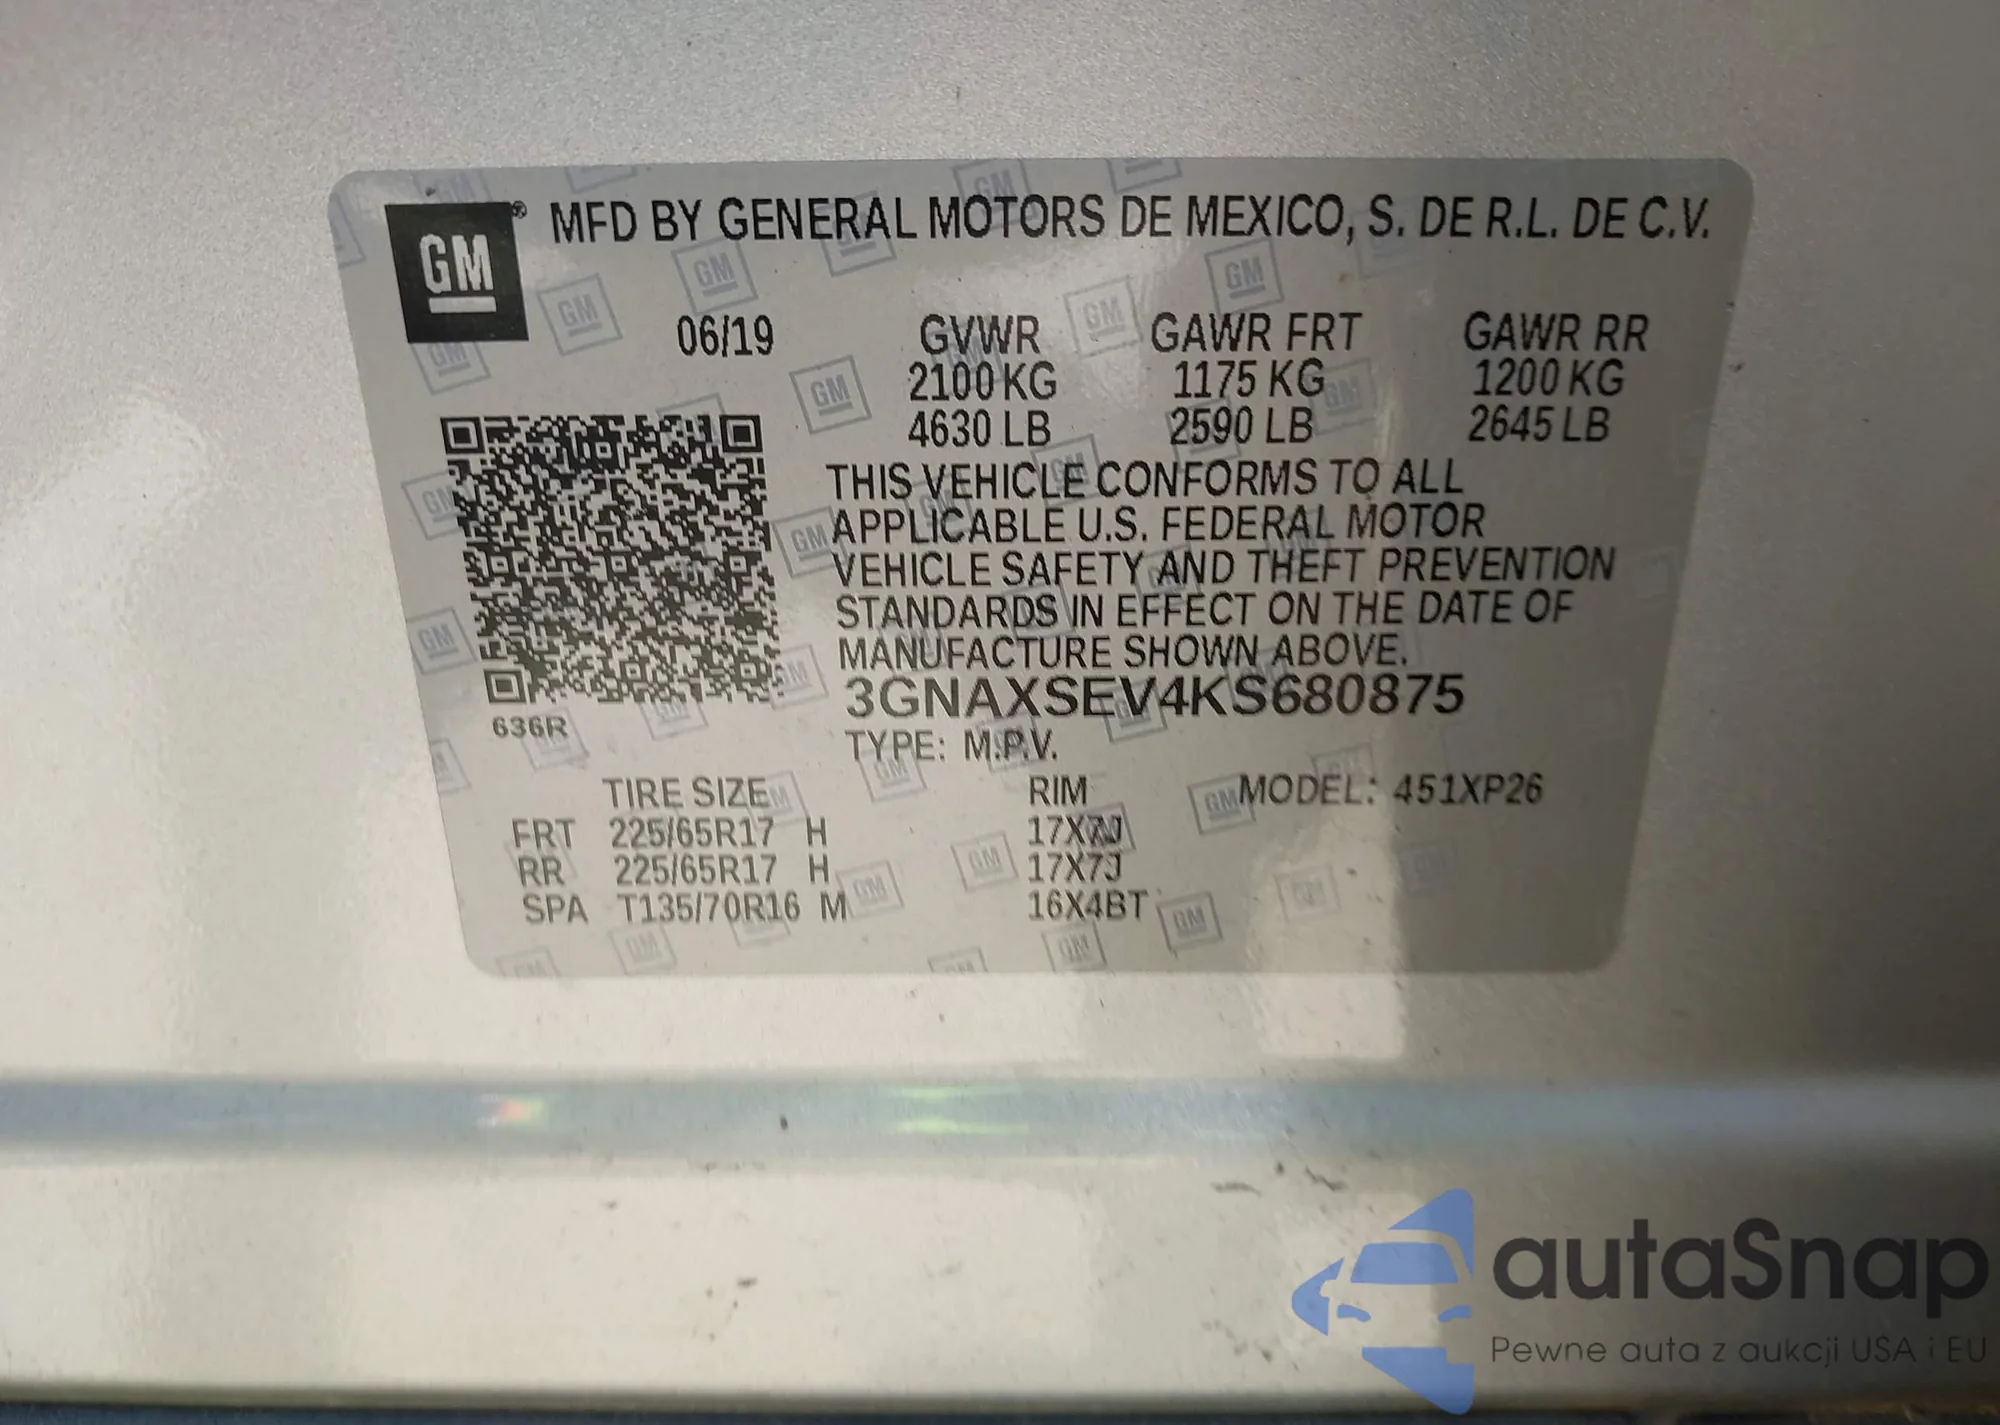 GM® MFD BY GENERAL MOTORS DE MEXICO, S. DE R.L. DE C.V.
06/19 GVWR GAWR FRT GAWR RR
2100 KG 1175 KG 1200 KG
4630 LB 2590 LB 2645 LB
THIS VEHICLE CONFORMS TO ALL
APPLICABLE U.S. FEDERAL MOTOR
VEHICLE SAFETY AND THEFT PREVENTION
STANDARDS IN EFFECT ON THE DATE OF
MANUFACTURE SHOWN ABOVE.
3GNAXSEV4KS680875
636R
TYPE: M.P.V.
TIRE SIZE RIM MODEL: 451XP26
FRT 225/65R17 H 17X7J
RR 225/65R17 H 17X7J
SPA T135/70R16 M 16X4BT
autaSnap
Pewne auta z aukcji USA i EU